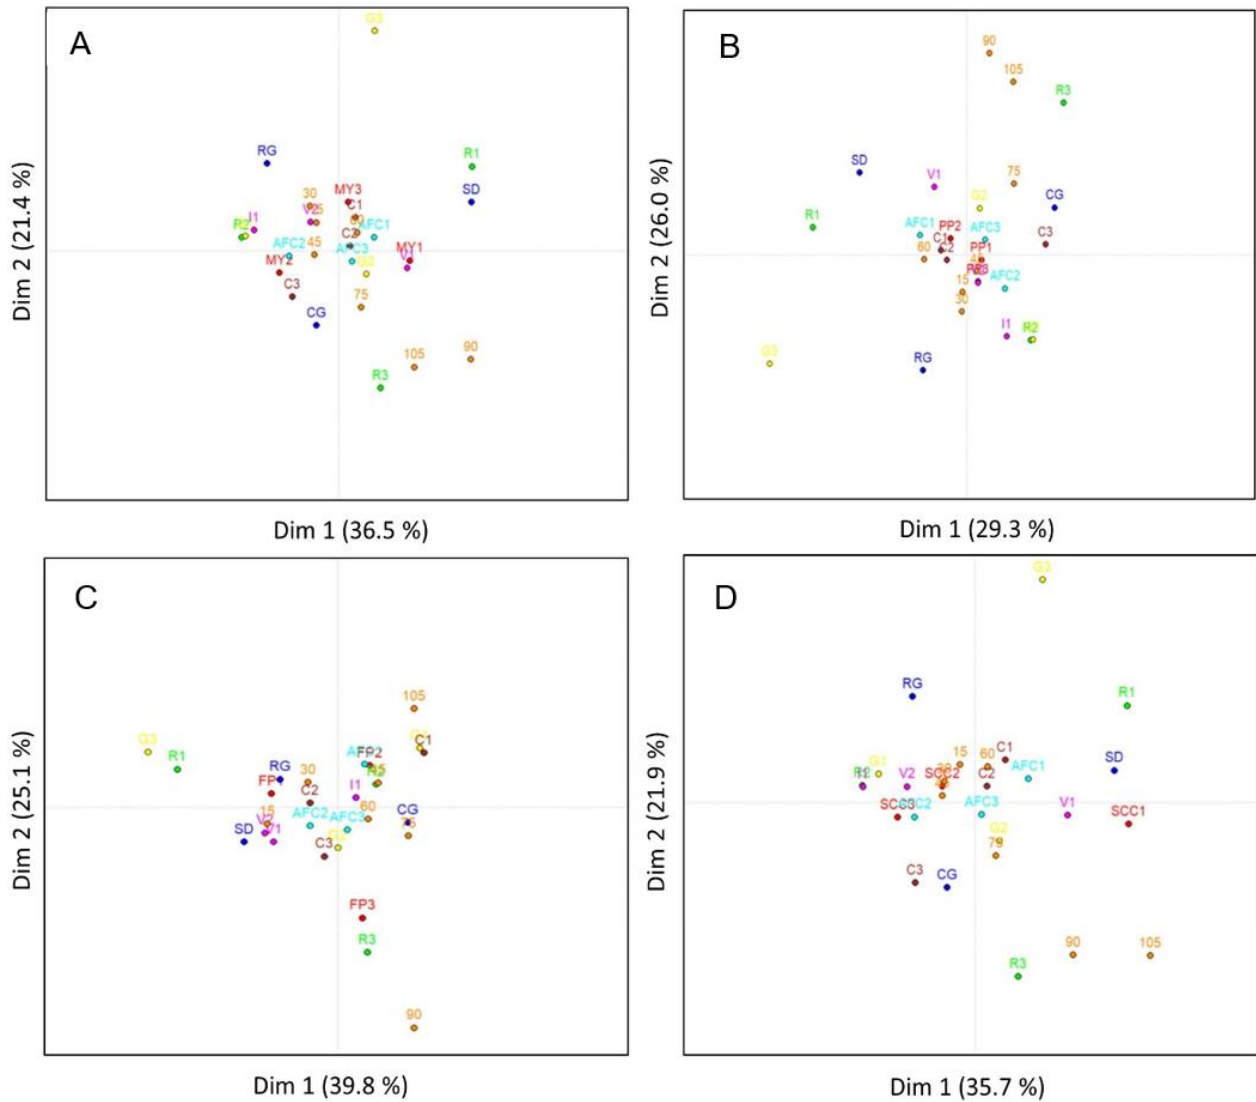 A
G3
RG
R1
SD
MY3
30
C1
I1
R2
V2
AFC1
C2
AFC2
45
AFC3
MY1
MY2
G2
C3
75
CG
105
90
R3
Dim 2 (21.4 %)
Dim 1 (36.5 %)
B
90
105
R3
SD
75
V1
G2
CG
R1
AFC1
PP2
AFC3
C3
C1
60
C2
PP1
15
AFC2
30
I1
R2
G3
RG
Dim 2 (26.0 %)
Dim 1 (29.3 %)
C
105
G3
C1
R1
FP2
RG
30
I1
C2
15
60
AFC2
AFC3
CG
SD
V1
75
C3
FP3
R3
90
Dim 2 (25.1 %)
Dim 1 (39.8 %)
D
G3
RG
R1
15
60
C1
G1
SD
V2
SCC2
C2
AFC1
AFC3
V1
SCC1
G2
C3
CG
90
105
R3
Dim 2 (21.9 %)
Dim 1 (35.7 %)